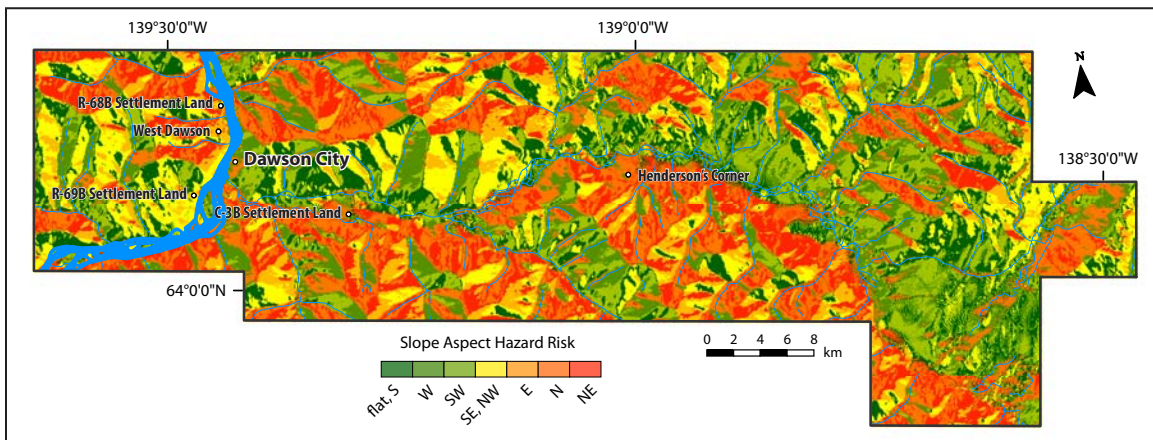 139°30'0"W
139°0'0"W
N
R-68B Settlement Land
West Dawson
Dawson City
138°30'0"W
Henderson's Corner
R-69B Settlement Land
C-3B Settlement Land
64°0'0"N
Slope Aspect Hazard Risk
flat, S
W
SW
SE, NW
E
N
NE
0 2 4 6 8
km